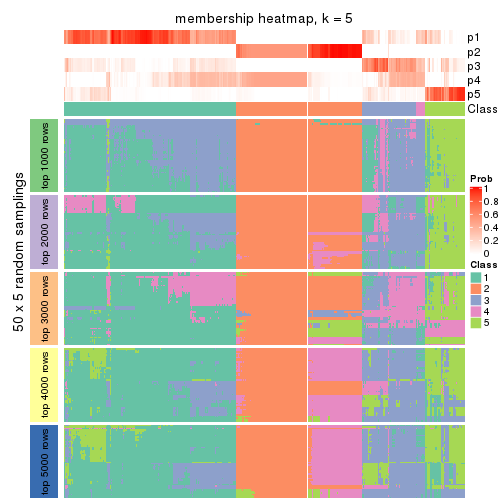 membership heatmap, k = 5
p1
p2
p3
p4
p5
Class
50 x 5 random samplings
top 1000 rows
top 2000 rows
top 3000 rows
top 4000 rows
top 5000 rows
Prob
1
0.8
0.6
0.4
0.2
0
Class
1
2
3
4
5